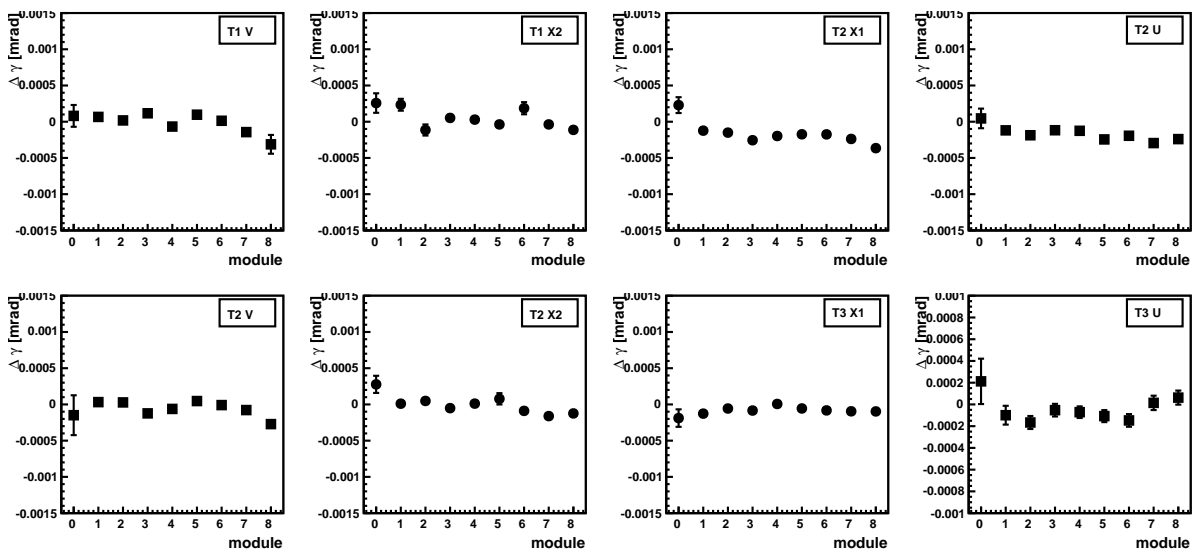 0.0015
0.001
0.0005
0
-0.0005
-0.001
-0.0015
Δ γ [mrad]
T1 V
0 1 2 3 4 5 6 7 8
module
0.0015
0.001
0.0005
0
-0.0005
-0.001
-0.0015
Δ γ [mrad]
T1 X2
0 1 2 3 4 5 6 7 8
module
0.0015
0.001
0.0005
0
-0.0005
-0.001
-0.0015
Δ γ [mrad]
T2 X1
0 1 2 3 4 5 6 7 8
module
0.0015
0.001
0.0005
0
-0.0005
-0.001
-0.0015
Δ γ [mrad]
T2 U
0 1 2 3 4 5 6 7 8
module
0.0015
0.001
0.0005
0
-0.0005
-0.001
-0.0015
Δ γ [mrad]
T2 V
0 1 2 3 4 5 6 7 8
module
0.0015
0.001
0.0005
0
-0.0005
-0.001
-0.0015
Δ γ [mrad]
T2 X2
0 1 2 3 4 5 6 7 8
module
0.0015
0.001
0.0005
0
-0.0005
-0.001
-0.0015
Δ γ [mrad]
T3 X1
0 1 2 3 4 5 6 7 8
module
0.001
0.0008
0.0006
0.0004
0.0002
0
-0.0002
-0.0004
-0.0006
-0.0008
-0.001
Δ γ [mrad]
T3 U
0 1 2 3 4 5 6 7 8
module